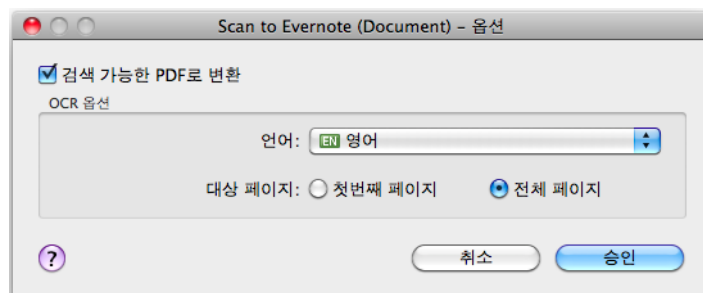 Scan to Evernote (Document) – 옵션
검색 가능한 PDF로 변환
OCR 옵션
언어: EN 영어
대상 페이지: 첫번째 페이지 전체 페이지
? 취소 승인